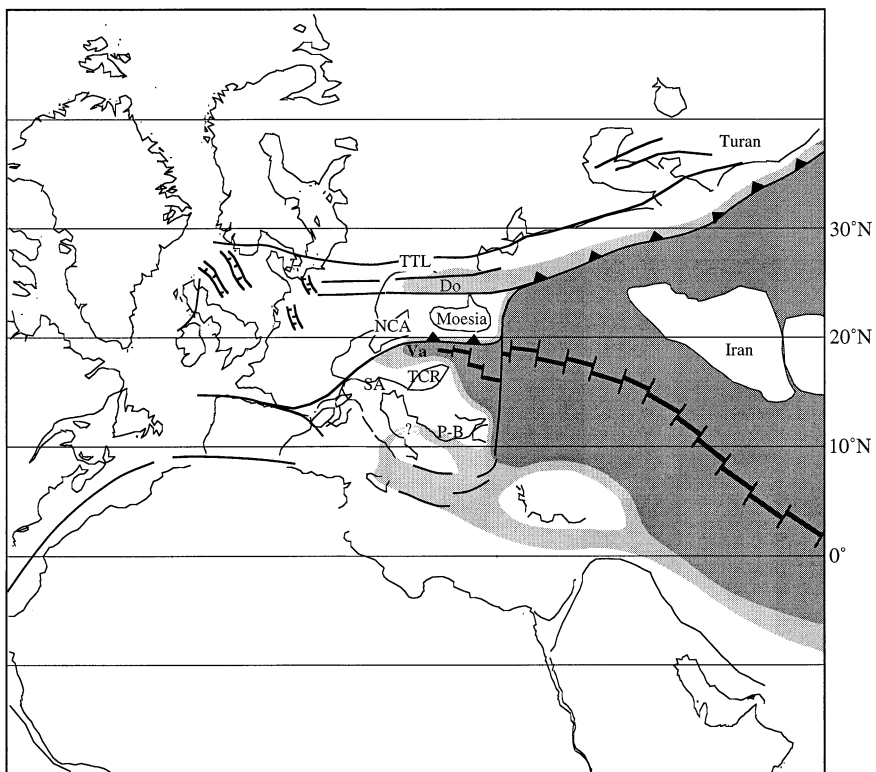 Turan
30°N
TTL
Do
Moesia
NCA
20°N
Va
Iran
SA
TCR
?
P-B
10°N
0°